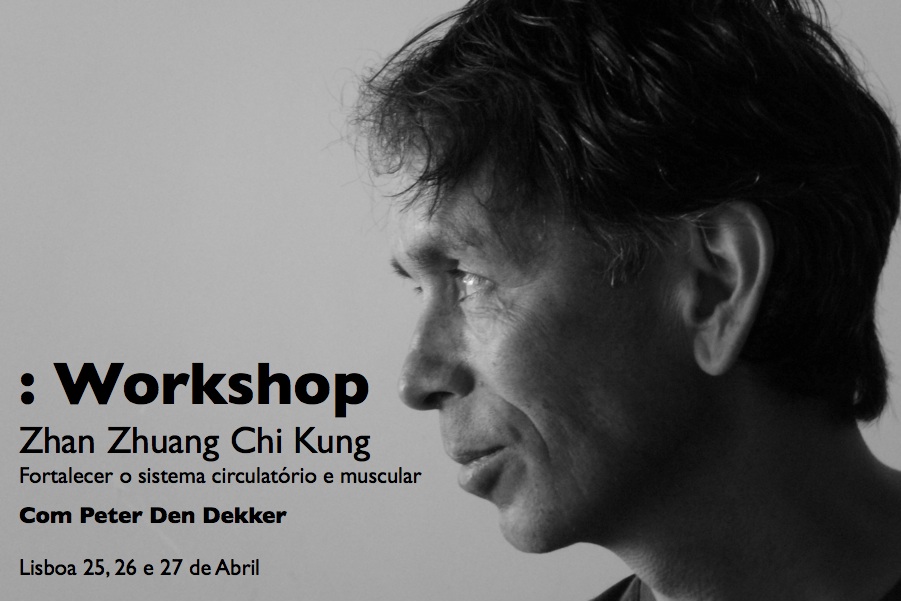 : Workshop
Zhan Zhuang Chi Kung
Fortalecer o sistema circulatório e muscular
Com Peter Den Dekker
Lisboa 25, 26 e 27 de Abril